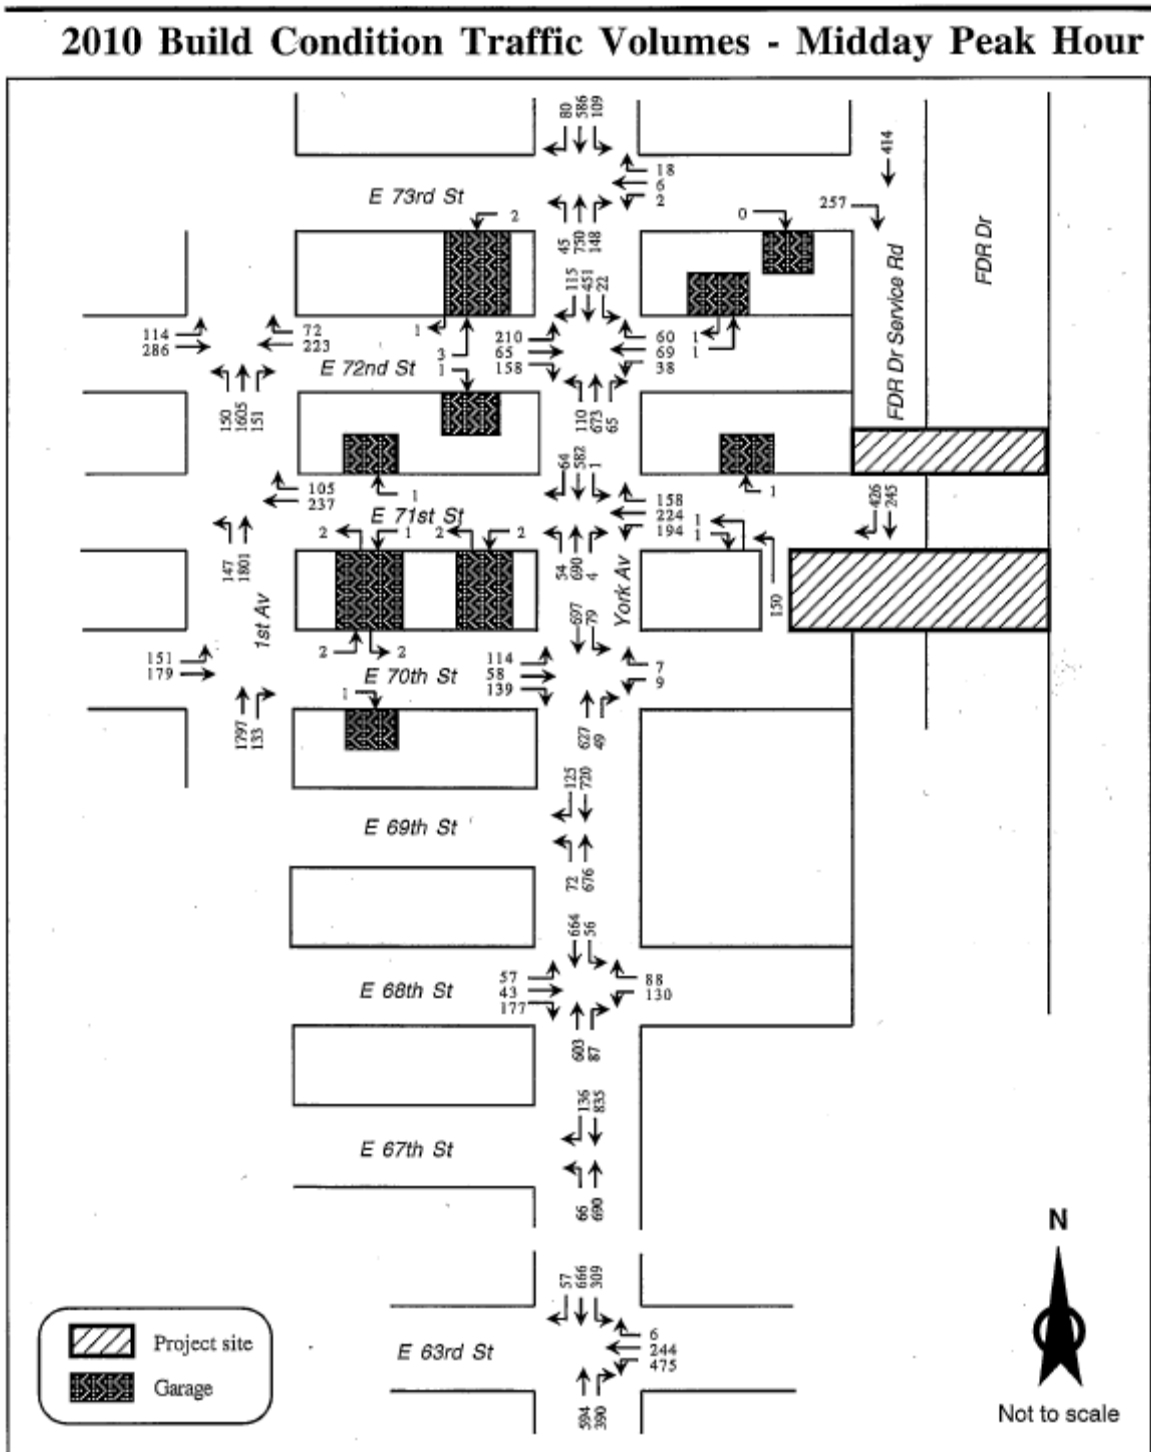 2010 Build Condition Traffic Volumes - Midday Peak Hour
80 586 109
414
18
6
2
E 73rd St
2
0
257
45 750 148
FDR Dr Service Rd
FDR Dr
115 451 22
114
286
72
223
1
3
210
65
158
60
69
38
1
1
E 72nd St
1
150 1605 151
110 673 65
64 582 1
105
237
1
1
426 245
E 71st St
158
224
194
2
1
2
2
1
1
147 1801
54 690 4
150
1st Av
York Av
697 79
151
179
2
2
114
58
139
7
9
E 70th St
1
1797 133
627 49
125 720
E 69th St
72 676
664 56
57
43
177
88
130
E 68th St
603 87
136 835
E 67th St
66 690
N
57 666 309
Project site
Garage
E 63rd St
6
244
475
594 390
Not to scale